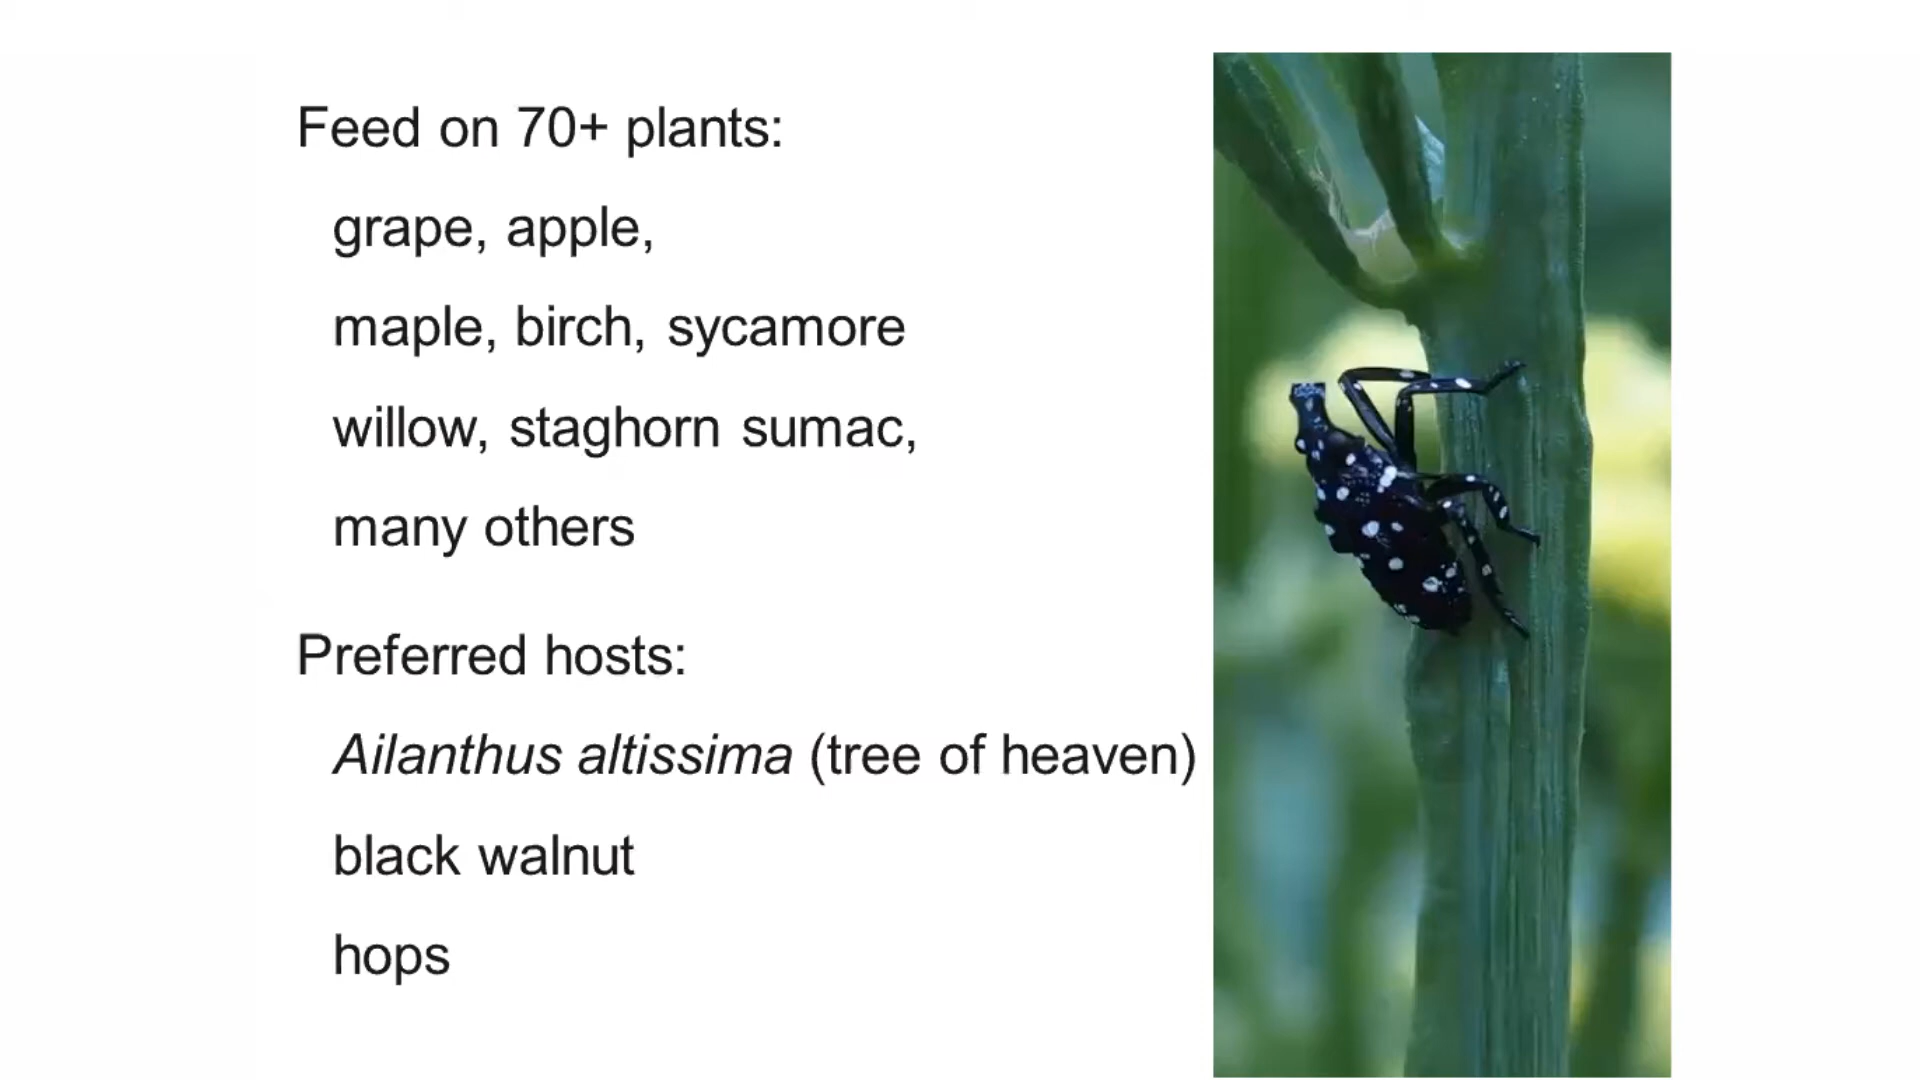 Feed on 70+ plants:
grape, apple,
maple, birch, sycamore
willow, staghorn sumac,
many others
Preferred hosts:
Ailanthus altissima (tree of heaven)
black walnut
hops